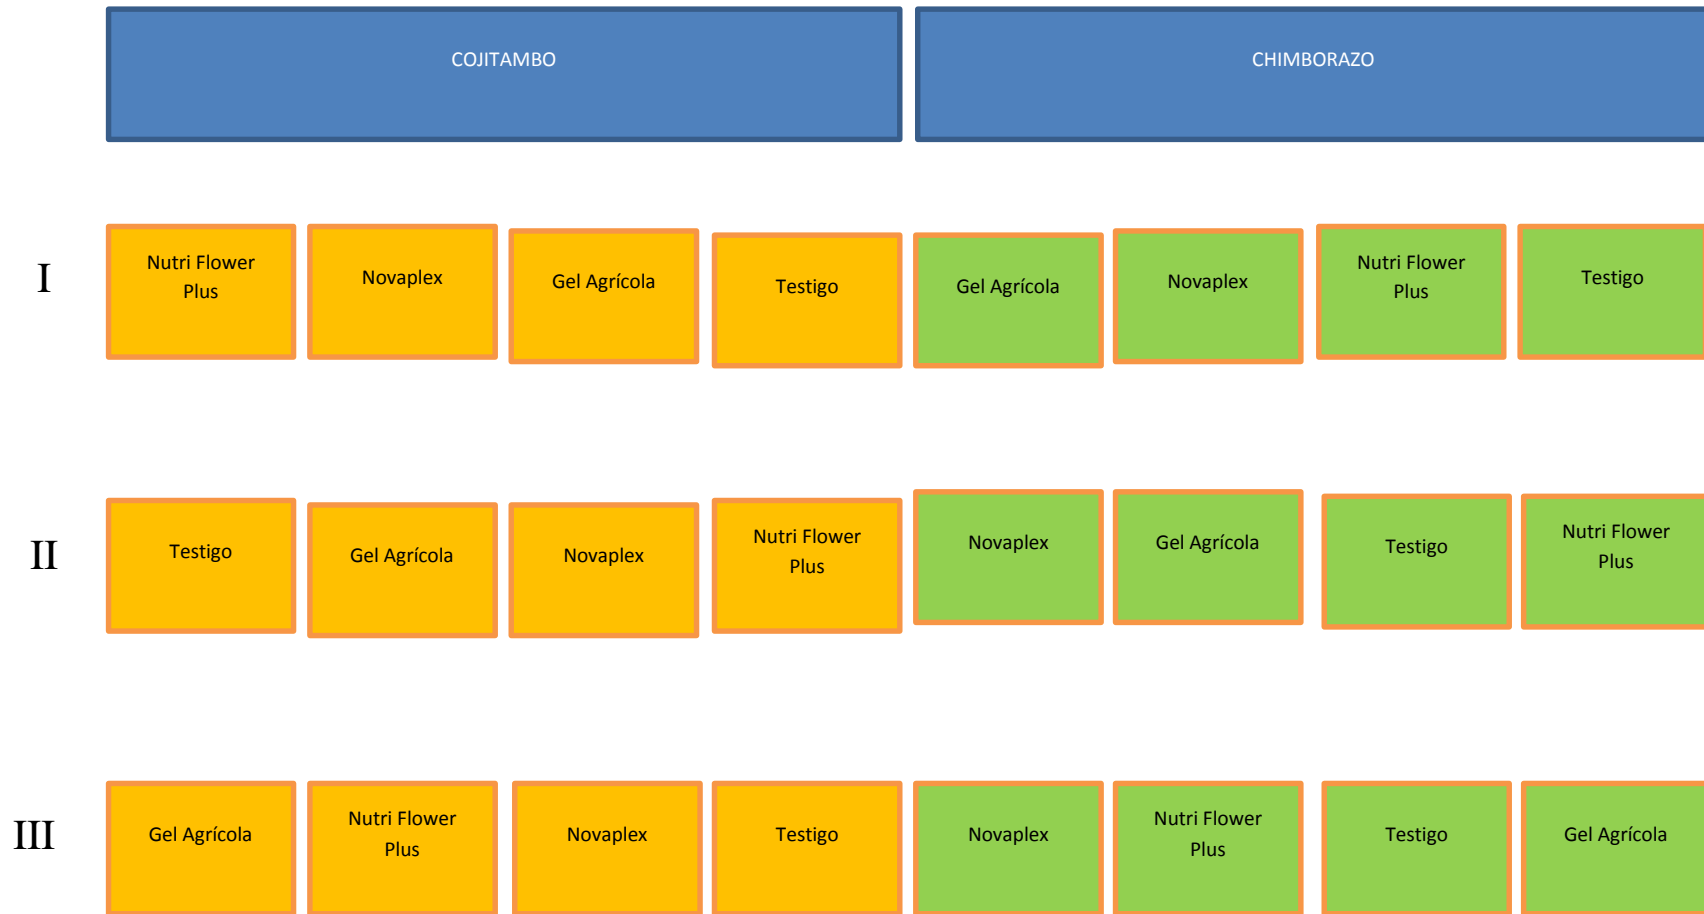 COJITAMBO
CHIMBORAZO
I
Nutri Flower
Plus
Novaplex
Gel Agrícola
Testigo
Gel Agrícola
Novaplex
Nutri Flower
Plus
Testigo
II
Testigo
Gel Agrícola
Novaplex
Nutri Flower
Plus
Novaplex
Gel Agrícola
Testigo
Nutri Flower
Plus
III
Gel Agrícola
Nutri Flower
Plus
Novaplex
Testigo
Novaplex
Nutri Flower
Plus
Testigo
Gel Agrícola